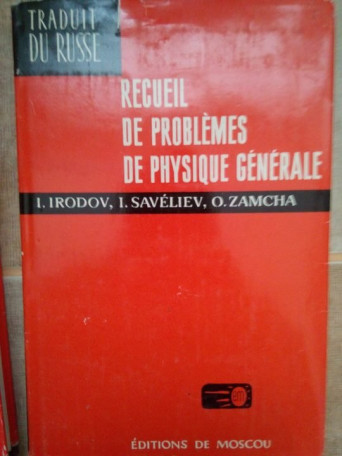 TRADUIT
DU RUSSE
RECUEIL
DE PROBLÈMES
DE PHYSIQUE GÉNÉRALE
I. IRODOV, I. SAVÉLIEV, O. ZAMCHA
ÉDITIONS DE MOSCOU